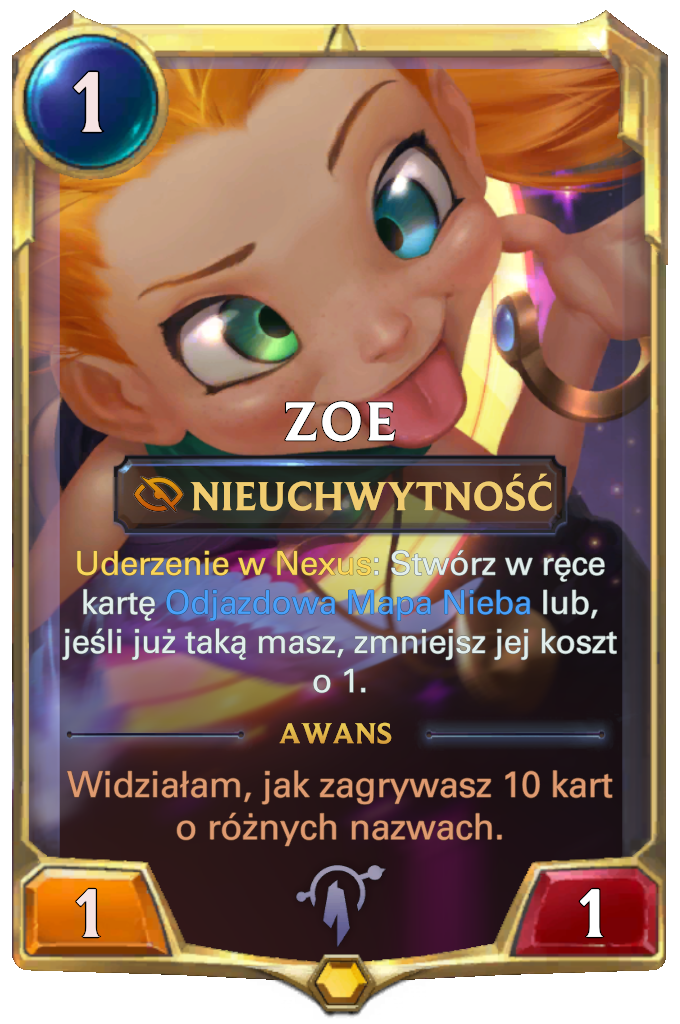 1
ZOE
NIEUCHWYTNOŚĆ
Uderzenie w Nexus: Stwórz w ręce
kartę Odjazdowa Mapa Nieba lub,
jeśli już taką masz, zmniejsz jej koszt
o 1.
AWANS
Widziałam, jak zagrywasz 10 kart
o różnych nazwach.
1
1